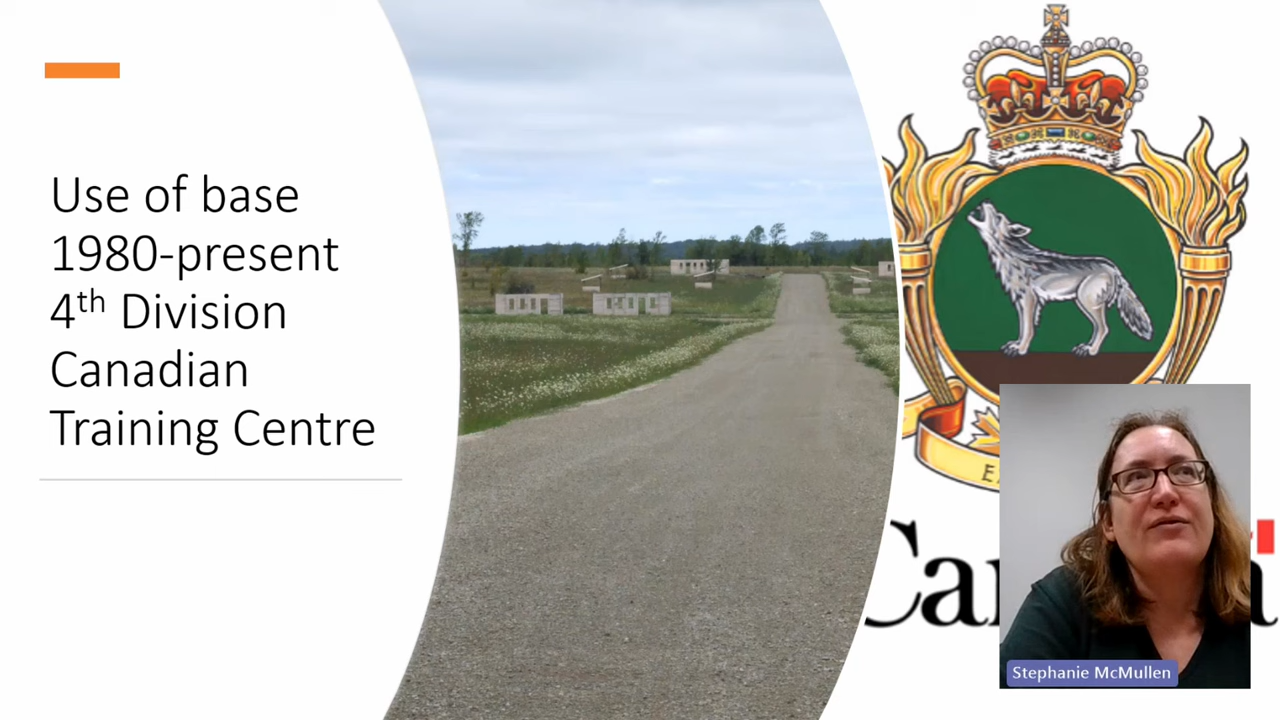 Use of base
1980-present
4th Division
Canadian
Training Centre
Stephanie McMullen